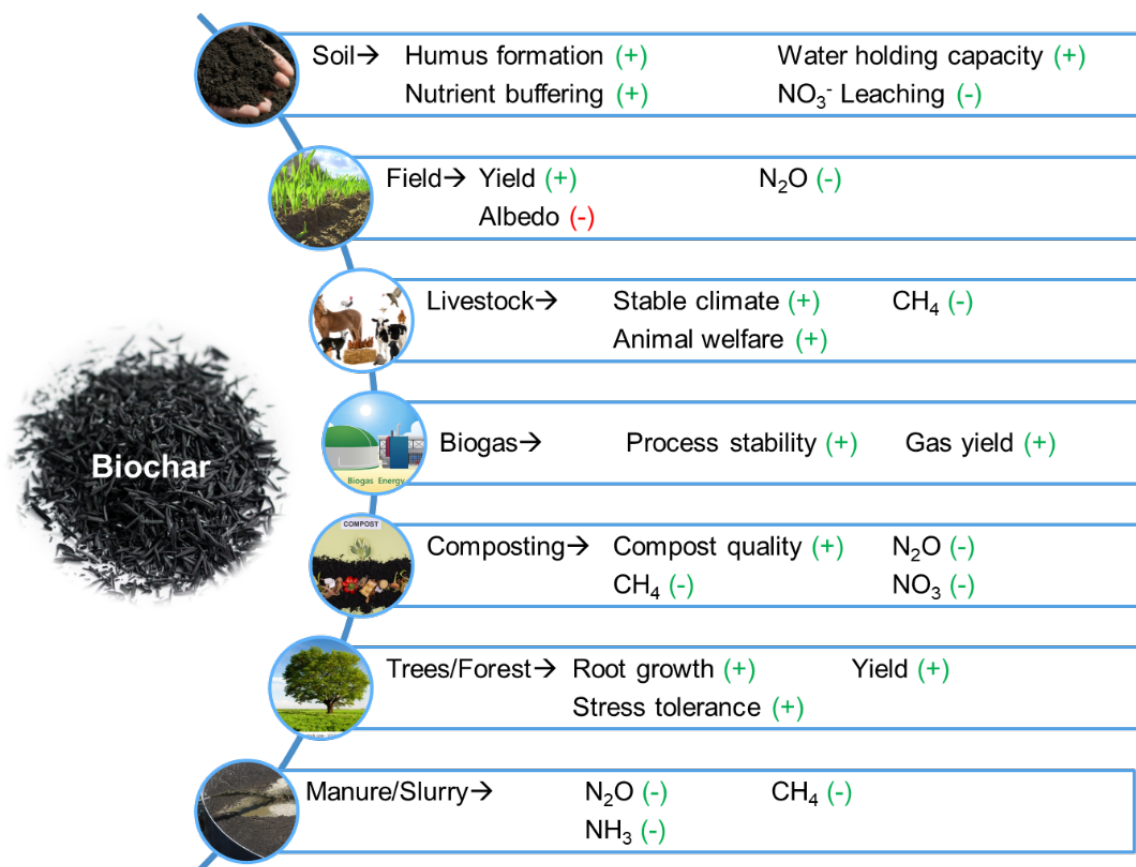 Biochar
Soil→ Humus formation (+) Water holding capacity (+)
Nutrient buffering (+) NO₃⁻ Leaching (-)
Field→ Yield (+) N₂O (-)
Albedo (-)
Livestock→ Stable climate (+) CH₄ (-)
Animal welfare (+)
Biogas→ Process stability (+) Gas yield (+)
Biogas Energy
COMPOST
Composting→ Compost quality (+) N₂O (-)
CH₄ (-) NO₃ (-)
Trees/Forest→ Root growth (+) Yield (+)
Stress tolerance (+)
Manure/Slurry→ N₂O (-) CH₄ (-)
NH₃ (-)